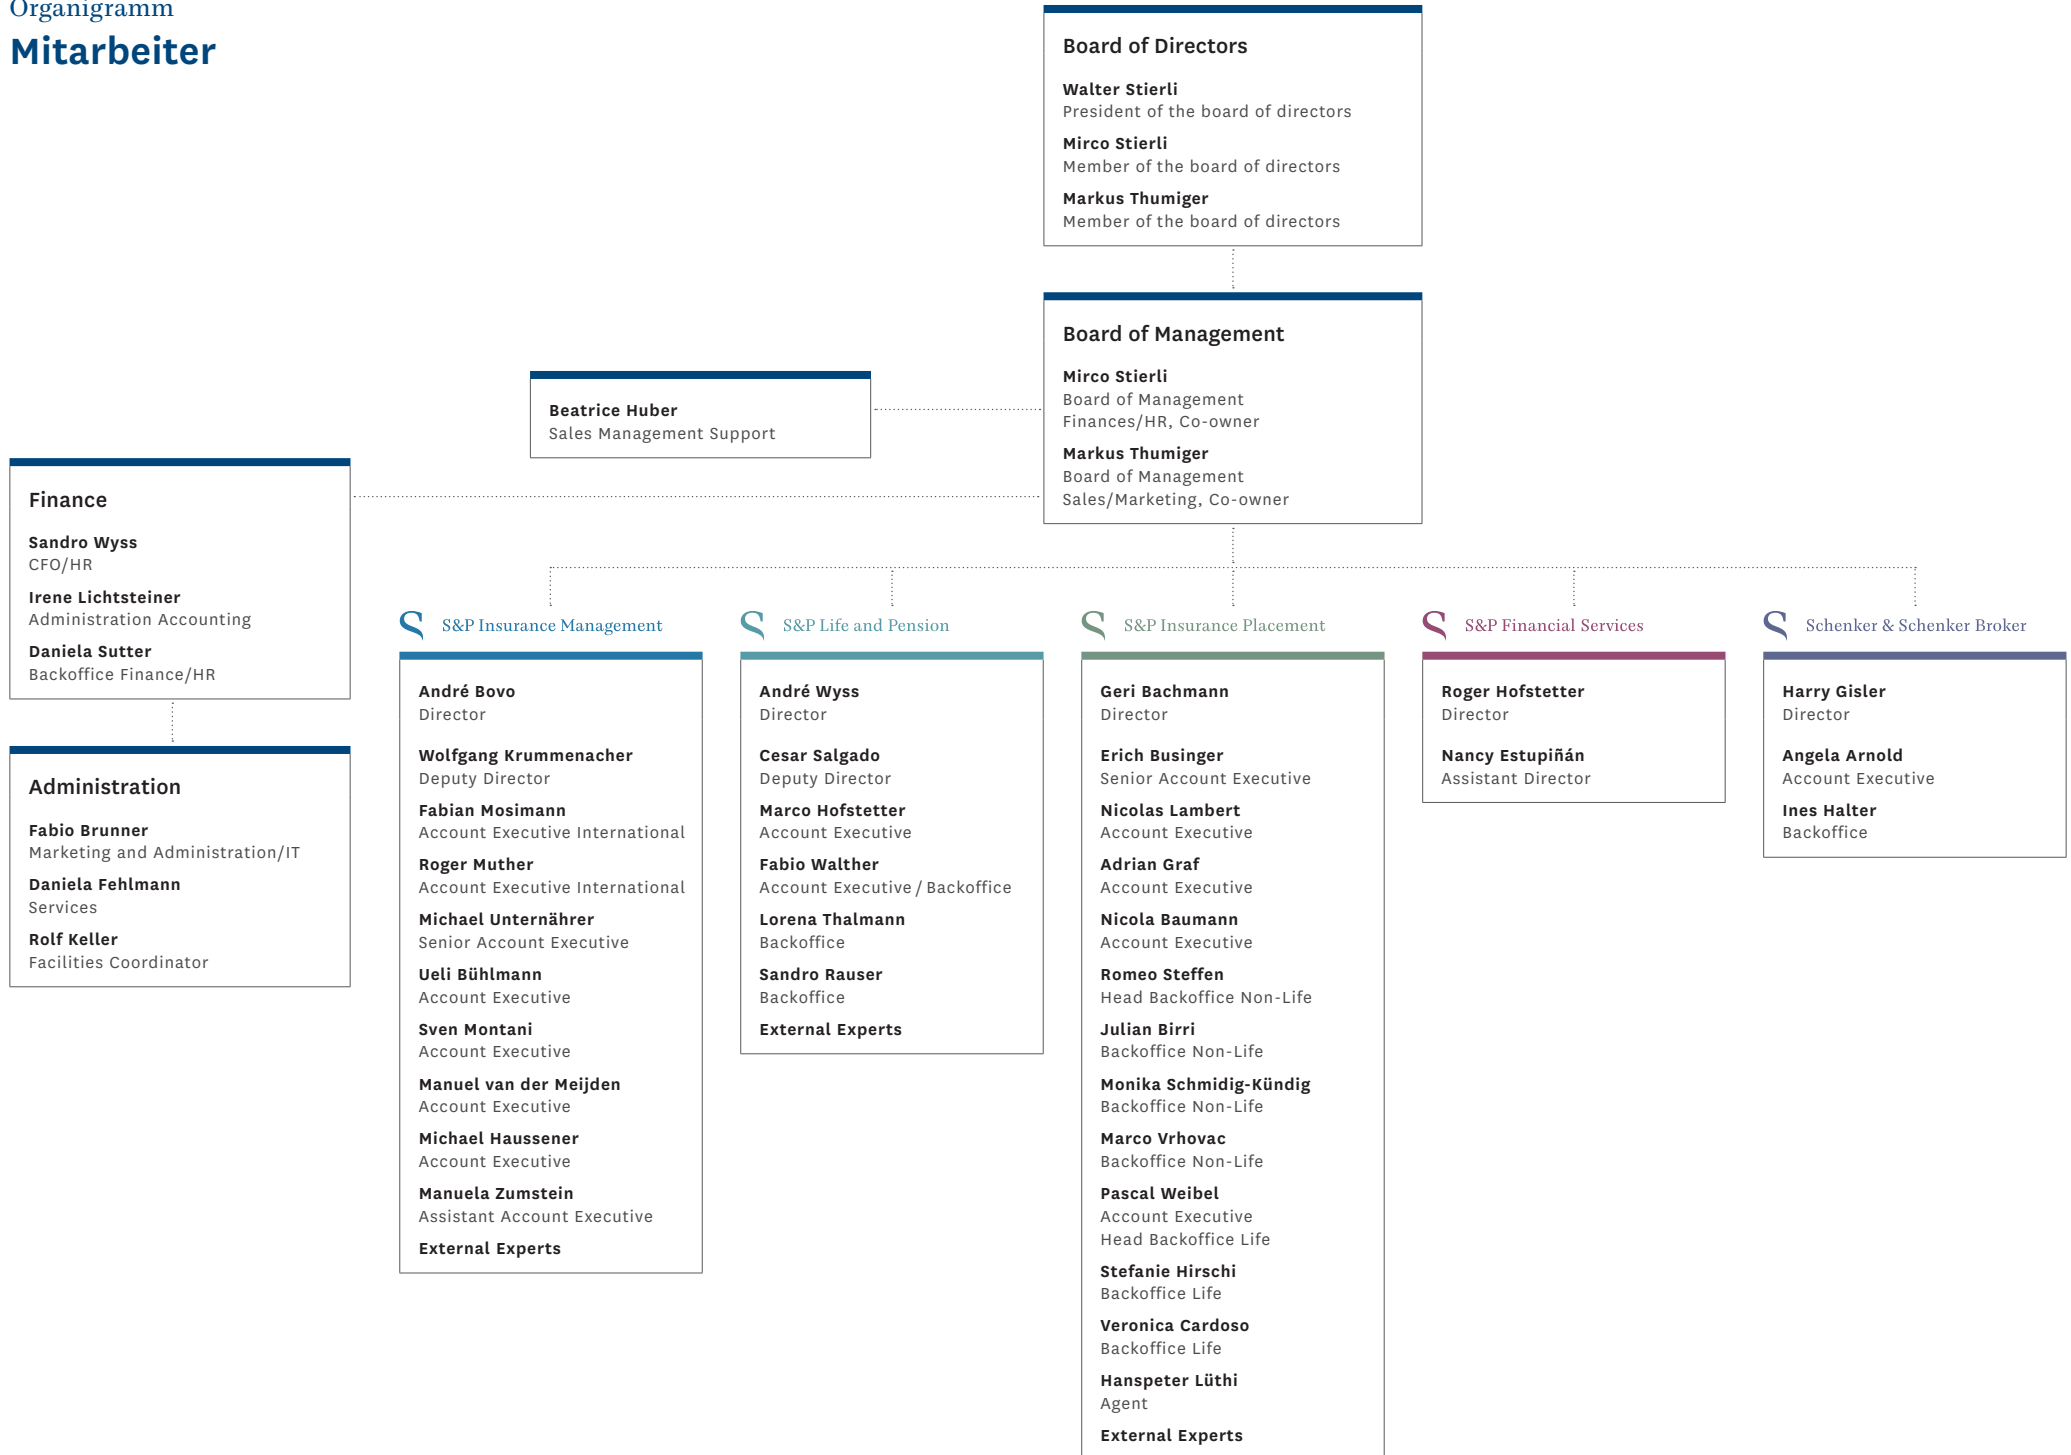 Organigramm
Mitarbeiter
Board of Directors
Walter Stierli
President of the board of directors
Mirco Stierli
Member of the board of directors
Markus Thumiger
Member of the board of directors
Board of Management
Mirco Stierli
Board of Management
Finances/HR, Co-owner
Markus Thumiger
Board of Management
Sales/Marketing, Co-owner
Beatrice Huber
Sales Management Support
Finance
Sandro Wyss
CFO/HR
Irene Lichtsteiner
Administration Accounting
Daniela Sutter
Backoffice Finance/HR
Administration
Fabio Brunner
Marketing and Administration/IT
Daniela Fehlmann
Services
Rolf Keller
Facilities Coordinator
S&P Insurance Management
André Bovo
Director
Wolfgang Krummenacher
Deputy Director
Fabian Mosimann
Account Executive International
Roger Muther
Account Executive International
Michael Unternährer
Senior Account Executive
Ueli Bühlmann
Account Executive
Sven Montani
Account Executive
Manuel van der Meijden
Account Executive
Michael Haussener
Account Executive
Manuela Zumstein
Assistant Account Executive
External Experts
S&P Life and Pension
André Wyss
Director
Cesar Salgado
Deputy Director
Marco Hofstetter
Account Executive
Fabio Walther
Account Executive / Backoffice
Lorena Thalmann
Backoffice
Sandro Rauser
Backoffice
External Experts
S&P Insurance Placement
Geri Bachmann
Director
Erich Businger
Senior Account Executive
Nicolas Lambert
Account Executive
Adrian Graf
Account Executive
Nicola Baumann
Account Executive
Romeo Steffen
Head Backoffice Non-Life
Julian Birri
Backoffice Non-Life
Monika Schmidig-Kündig
Backoffice Non-Life
Marco Vrhovac
Backoffice Non-Life
Pascal Weibel
Account Executive
Head Backoffice Life
Stefanie Hirschi
Backoffice Life
Veronica Cardoso
Backoffice Life
Hanspeter Lüthi
Agent
External Experts
S&P Financial Services
Roger Hofstetter
Director
Nancy Estupiñán
Assistant Director
Schenker & Schenker Broker
Harry Gisler
Director
Angela Arnold
Account Executive
Ines Halter
Backoffice